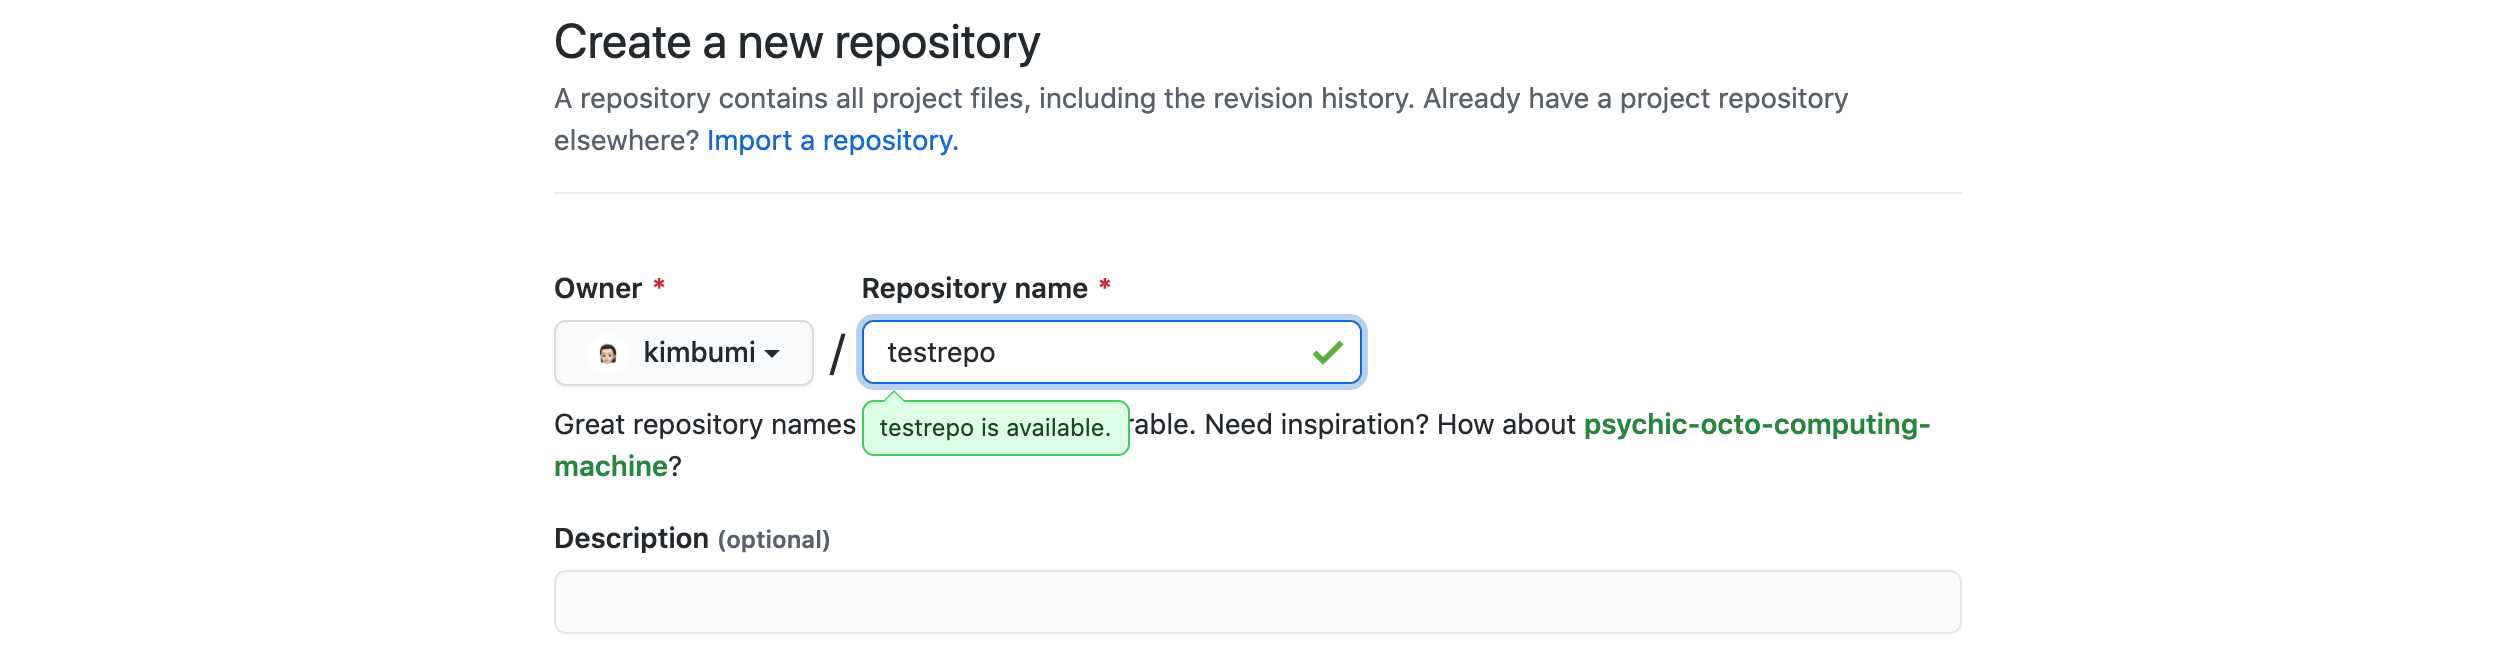 Create a new repository
A repository contains all project files, including the revision history. Already have a project repository
elsewhere? Import a repository.
Owner * Repository name *
kimbumi / testrepo
Great repository names rable. Need inspiration? How about psychic-octo-computing-
testrepo is available.
machine?
Description (optional)